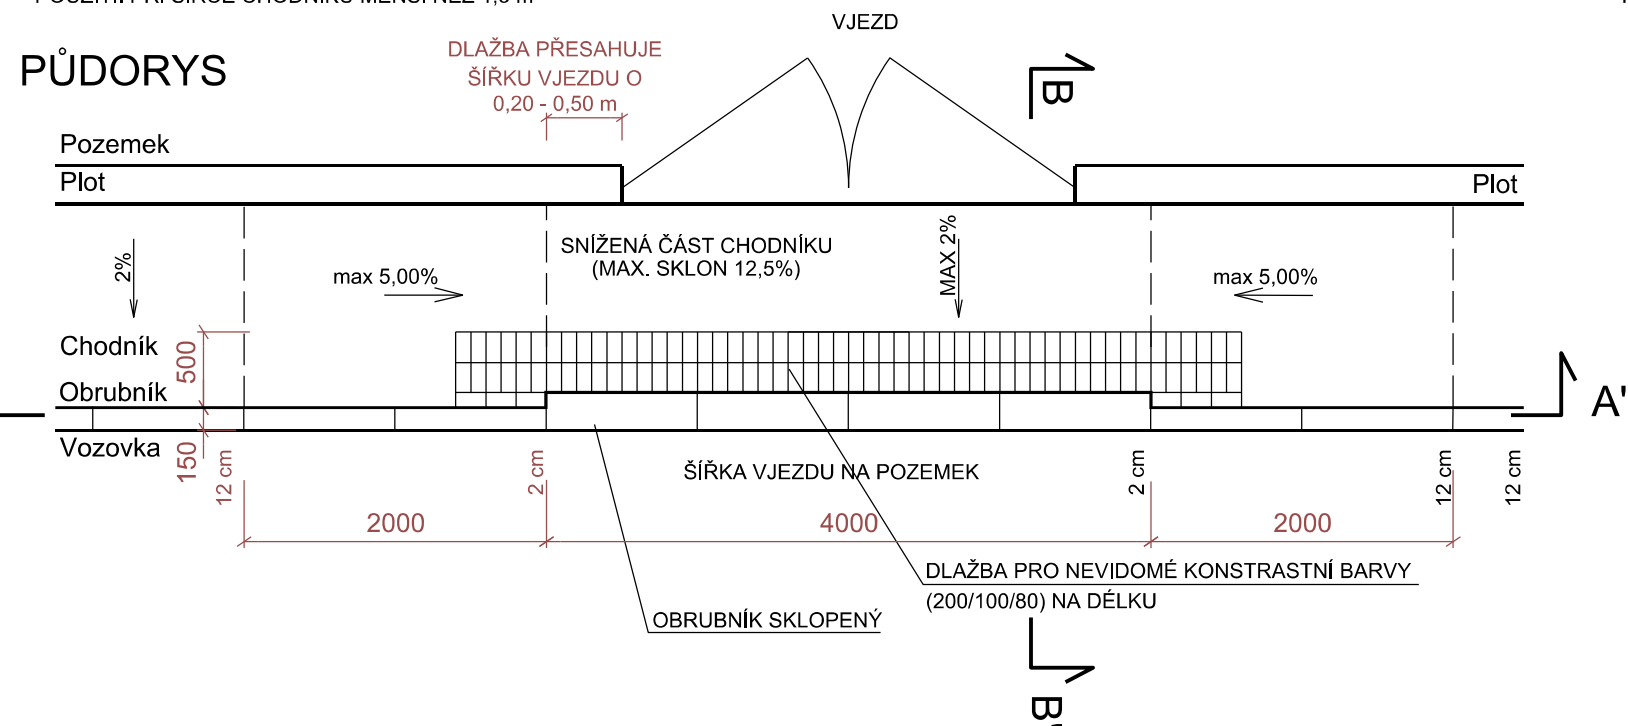 VJEZD
PŮDORYS
DLAŽBA PŘESAHUJE
ŠÍŘKU VJEZDU O
0,20 - 0,50 m
B
Pozemek
Plot
Plot
SNÍŽENÁ ČÁST CHODNÍKU
(MAX. SKLON 12,5%)
2%
max 5,00%
MAX 2%
max 5,00%
Chodník
500
Obrubník
A'
Vozovka
150
12 cm
2 cm
ŠÍŘKA VJEZDU NA POZEMEK
2 cm
12 cm
12 cm
2000
4000
2000
DLAŽBA PRO NEVIDOMÉ KONSTRASTNÍ BARVY
(200/100/80) NA DÉLKU
OBRUBNÍK SKLOPENÝ
B'